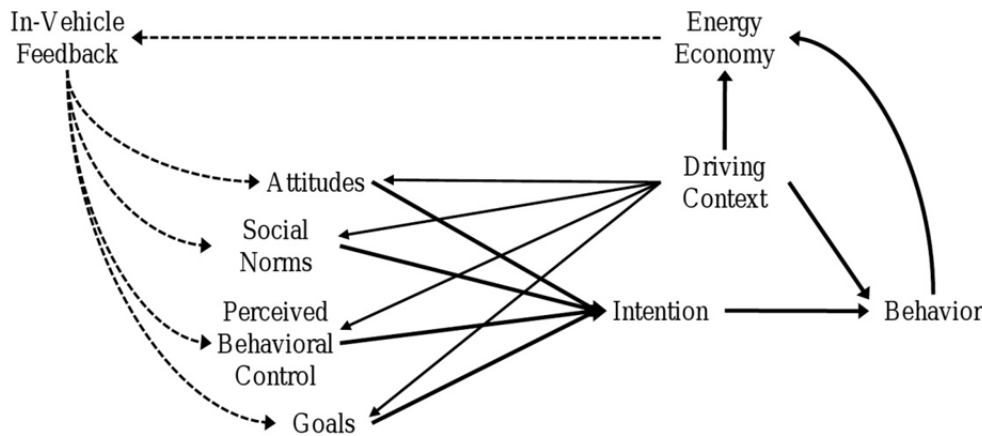 In-Vehicle
Feedback
Energy
Economy
Attitudes
Driving
Context
Social
Norms
Perceived
Behavioral
Control
Intention
Behavior
Goals